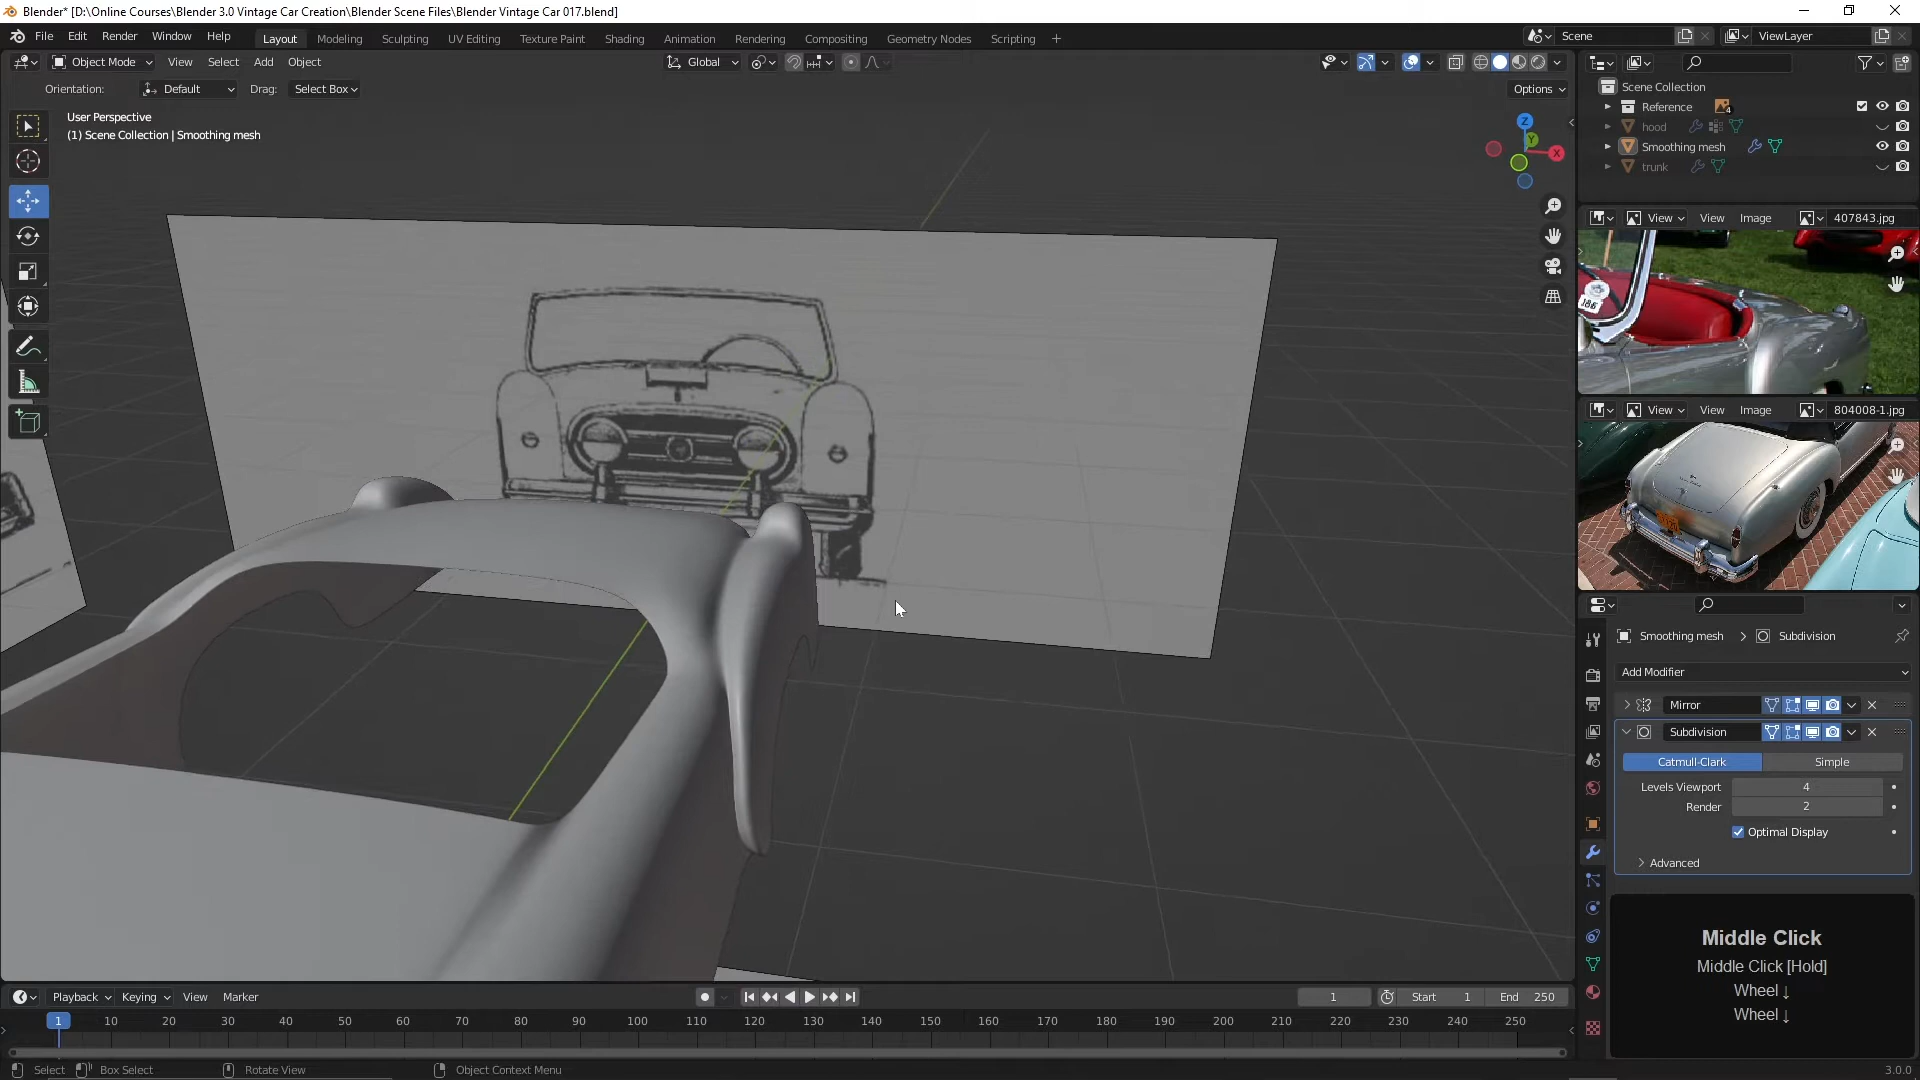 Blender* [D:\Online Courses\Blender 3.0 Vintage Car Creation\Blender Scene Files\Blender Vintage Car 017.blend]
File Edit Render Window Help Layout Modeling Sculpting UV Editing Texture Paint Shading Animation Rendering Compositing Geometry Nodes Scripting + Scene ViewLayer
Object Mode View Select Add Object Global
Orientation: Default Drag: Select Box Options
User Perspective
(1) Scene Collection | Smoothing mesh
Z
Y
X
Scene Collection
Reference 4
hood
Smoothing mesh
trunk
View View Image 407843.jpg
186
View View Image 804008-1.jpg
Smoothing mesh > Subdivision
Add Modifier
Mirror
Subdivision
Catmull-Clark Simple
Levels Viewport 4
Render 2
Optimal Display
Advanced
Middle Click
Middle Click [Hold]
Wheel ↓
Wheel ↓
Playback Keying View Marker 1 Start 1 End 250
1 10 20 30 40 50 60 70 80 90 100 110 120 130 140 150 160 170 180 190 200 210 220 230 240 250
Select Box Select Rotate View Object Context Menu 3.0.0